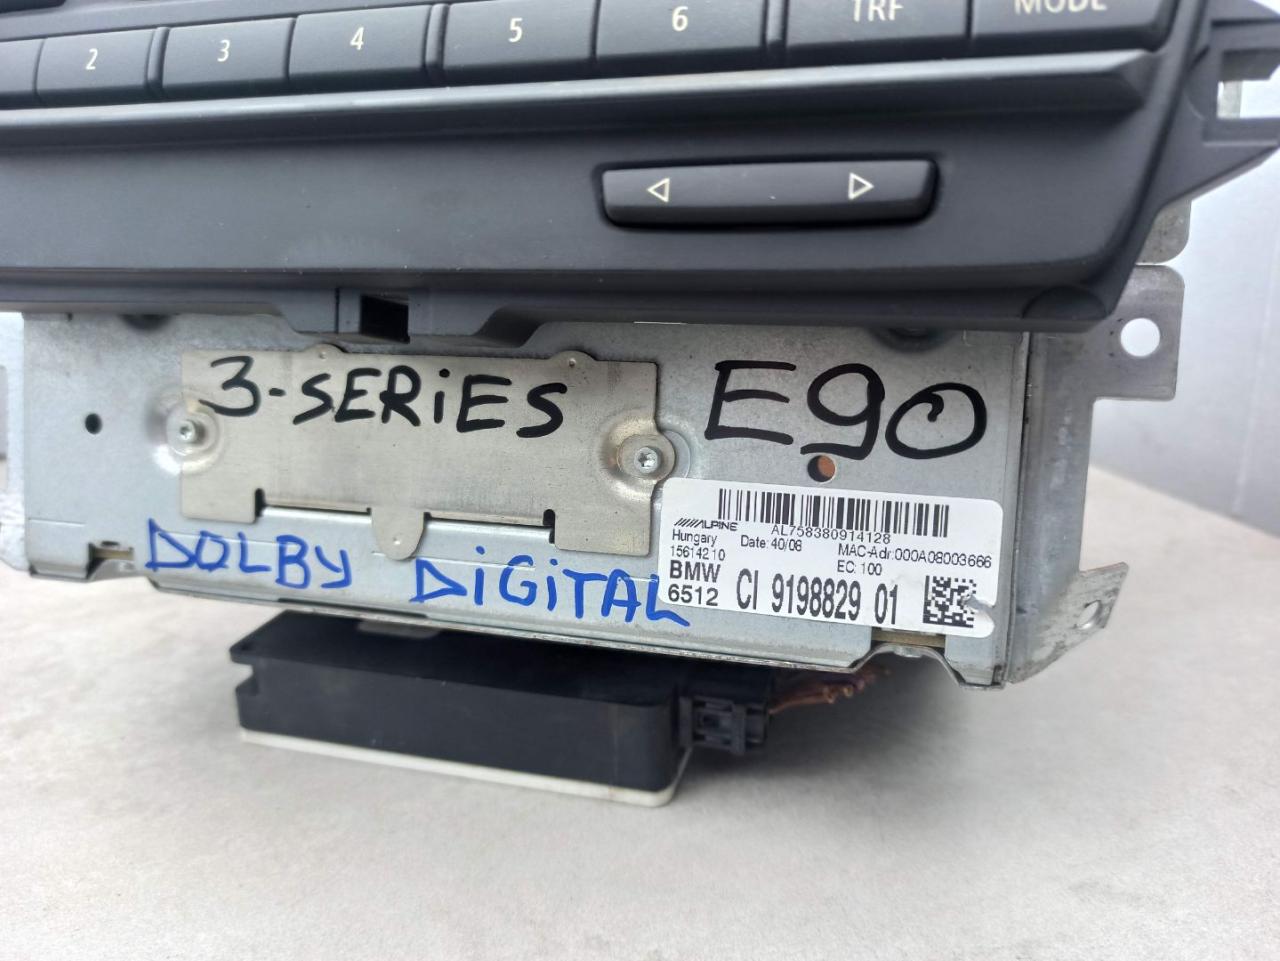 2 3 4 5 6 TRF MODE
3-SERiES E90
DOLBY DiGiTAL
ALPINE AL758380914128
Hungary Date: 40/08 MAC-Adr:000A08003666
15614210 EC: 100
BMW
6512 CI 9198829 01